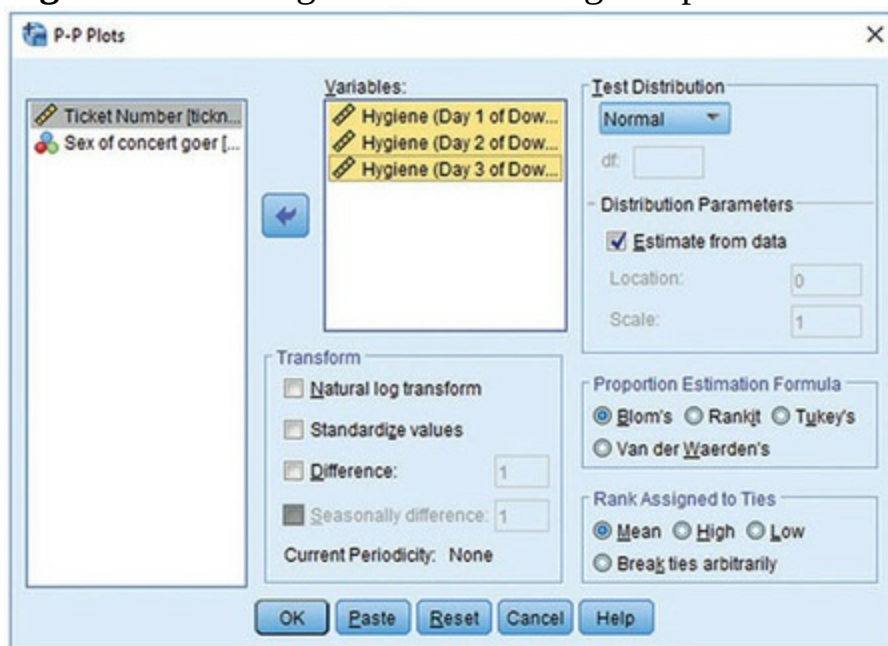 P-P Plots
Ticket Number [tickn...
Sex of concert goer [...
Variables:
Hygiene (Day 1 of Dow...
Hygiene (Day 2 of Dow...
Hygiene (Day 3 of Dow...
Test Distribution
Normal
df:
Distribution Parameters
Estimate from data
Location: 0
Scale: 1
Transform
Natural log transform
Standardize values
Difference: 1
Seasonally difference: 1
Current Periodicity: None
Proportion Estimation Formula
Blom's Rankit Tukey's
Van der Waerden's
Rank Assigned to Ties
Mean High Low
Break ties arbitrarily
OK Paste Reset Cancel Help